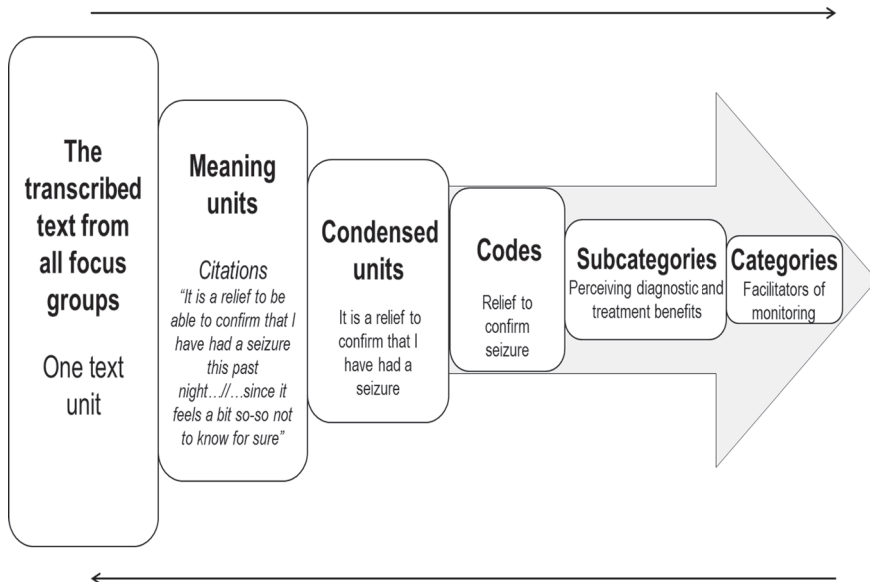 The
transcribed
text from
all focus
groups
One text
unit
Meaning
units
Citations
“It is a relief to be
able to confirm that I
have had a seizure
this past
night…//…since it
feels a bit so-so not
to know for sure”
Condensed
units
It is a relief to
confirm that I
have had a
seizure
Codes
Relief to
confirm
seizure
Subcategories
Perceiving diagnostic and
treatment benefits
Categories
Facilitators of
monitoring